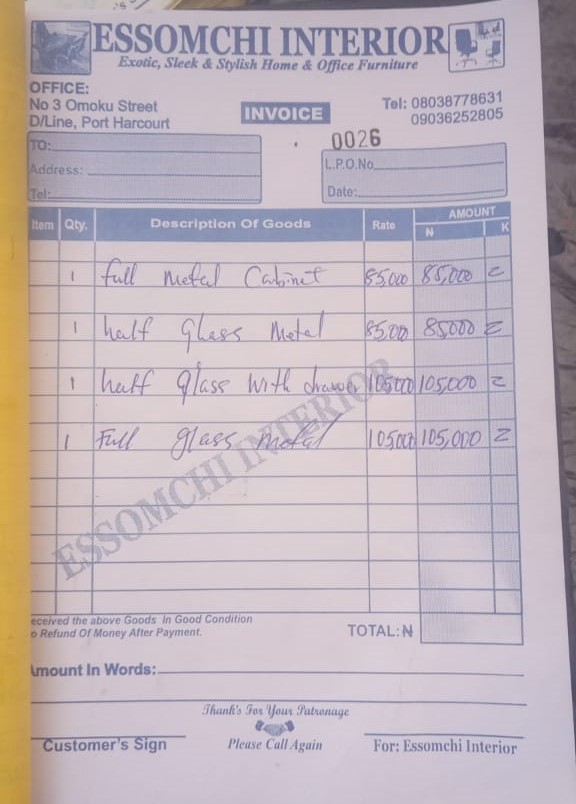 ESSOMCHI INTERIOR
Exotic, Sleek & Stylish Home & Office Furniture
OFFICE:
No 3 Omoku Street
D/Line, Port Harcourt
INVOICE
Tel: 08038778631
09036252805
0026
TO:
Address:
Tel:
L.P.O.No.
Date:
Item Qty. Description Of Goods Rate AMOUNT
N K
1 full metal Cabinet 85,000 85,000 =
1 half Glass Metal 85,000 85000 =
1 half glass with drawer 105000 105,000 =
1 Full glass metal 105000 105,000 =
ESSOMCHI INTERIOR
eceived the above Goods In Good Condition
o Refund Of Money After Payment.
TOTAL: ₦
Amount In Words:
Thank's For Your Patronage
Customer's Sign Please Call Again For: Essomchi Interior